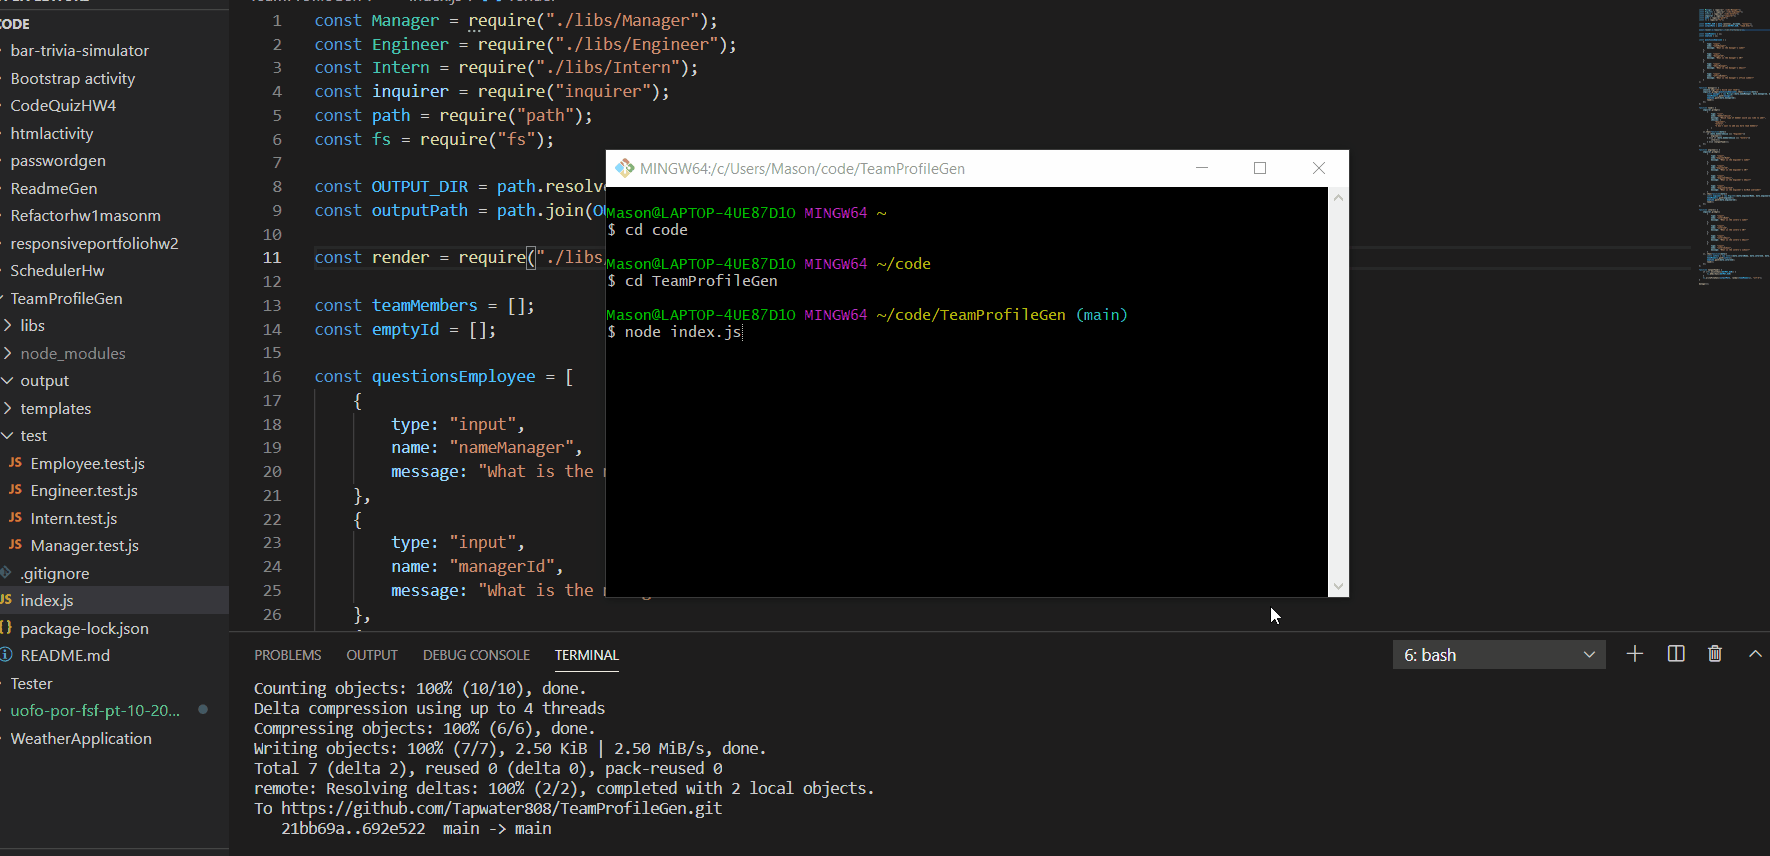 CODE
bar-trivia-simulator
Bootstrap activity
CodeQuizHW4
htmlactivity
passwordgen
ReadmeGen
Refactorhw1masonm
responsiveportfoliohw2
SchedulerHw
TeamProfileGen
libs
node_modules
output
templates
test
JS Employee.test.js
JS Engineer.test.js
JS Intern.test.js
JS Manager.test.js
.gitignore
JS index.js
{} package-lock.json
README.md
Tester
uofo-por-fsf-pt-10-20...
WeatherApplication
1 const Manager = require("./libs/Manager");
2 const Engineer = require("./libs/Engineer");
3 const Intern = require("./libs/Intern");
4 const inquirer = require("inquirer");
5 const path = require("path");
6 const fs = require("fs");
7
8 const OUTPUT_DIR = path.resolve
9 const outputPath = path.join(OU
10
11 const render = require("./libs
12
13 const teamMembers = [];
14 const emptyId = [];
15
16 const questionsEmployee = [
17 {
18 type: "input",
19 name: "nameManager",
20 message: "What is the
21 },
22 {
23 type: "input",
24 name: "managerId",
25 message: "What is the
26 },
MINGW64:/c/Users/Mason/code/TeamProfileGen
Mason@LAPTOP-4UE87D1O MINGW64 ~
$ cd code
Mason@LAPTOP-4UE87D1O MINGW64 ~/code
$ cd TeamProfileGen
Mason@LAPTOP-4UE87D1O MINGW64 ~/code/TeamProfileGen (main)
$ node index.js
PROBLEMS OUTPUT DEBUG CONSOLE TERMINAL
6: bash
Counting objects: 100% (10/10), done.
Delta compression using up to 4 threads
Compressing objects: 100% (6/6), done.
Writing objects: 100% (7/7), 2.50 KiB | 2.50 MiB/s, done.
Total 7 (delta 2), reused 0 (delta 0), pack-reused 0
remote: Resolving deltas: 100% (2/2), completed with 2 local objects.
To https://github.com/Tapwater808/TeamProfileGen.git
21bb69a..692e522 main -> main